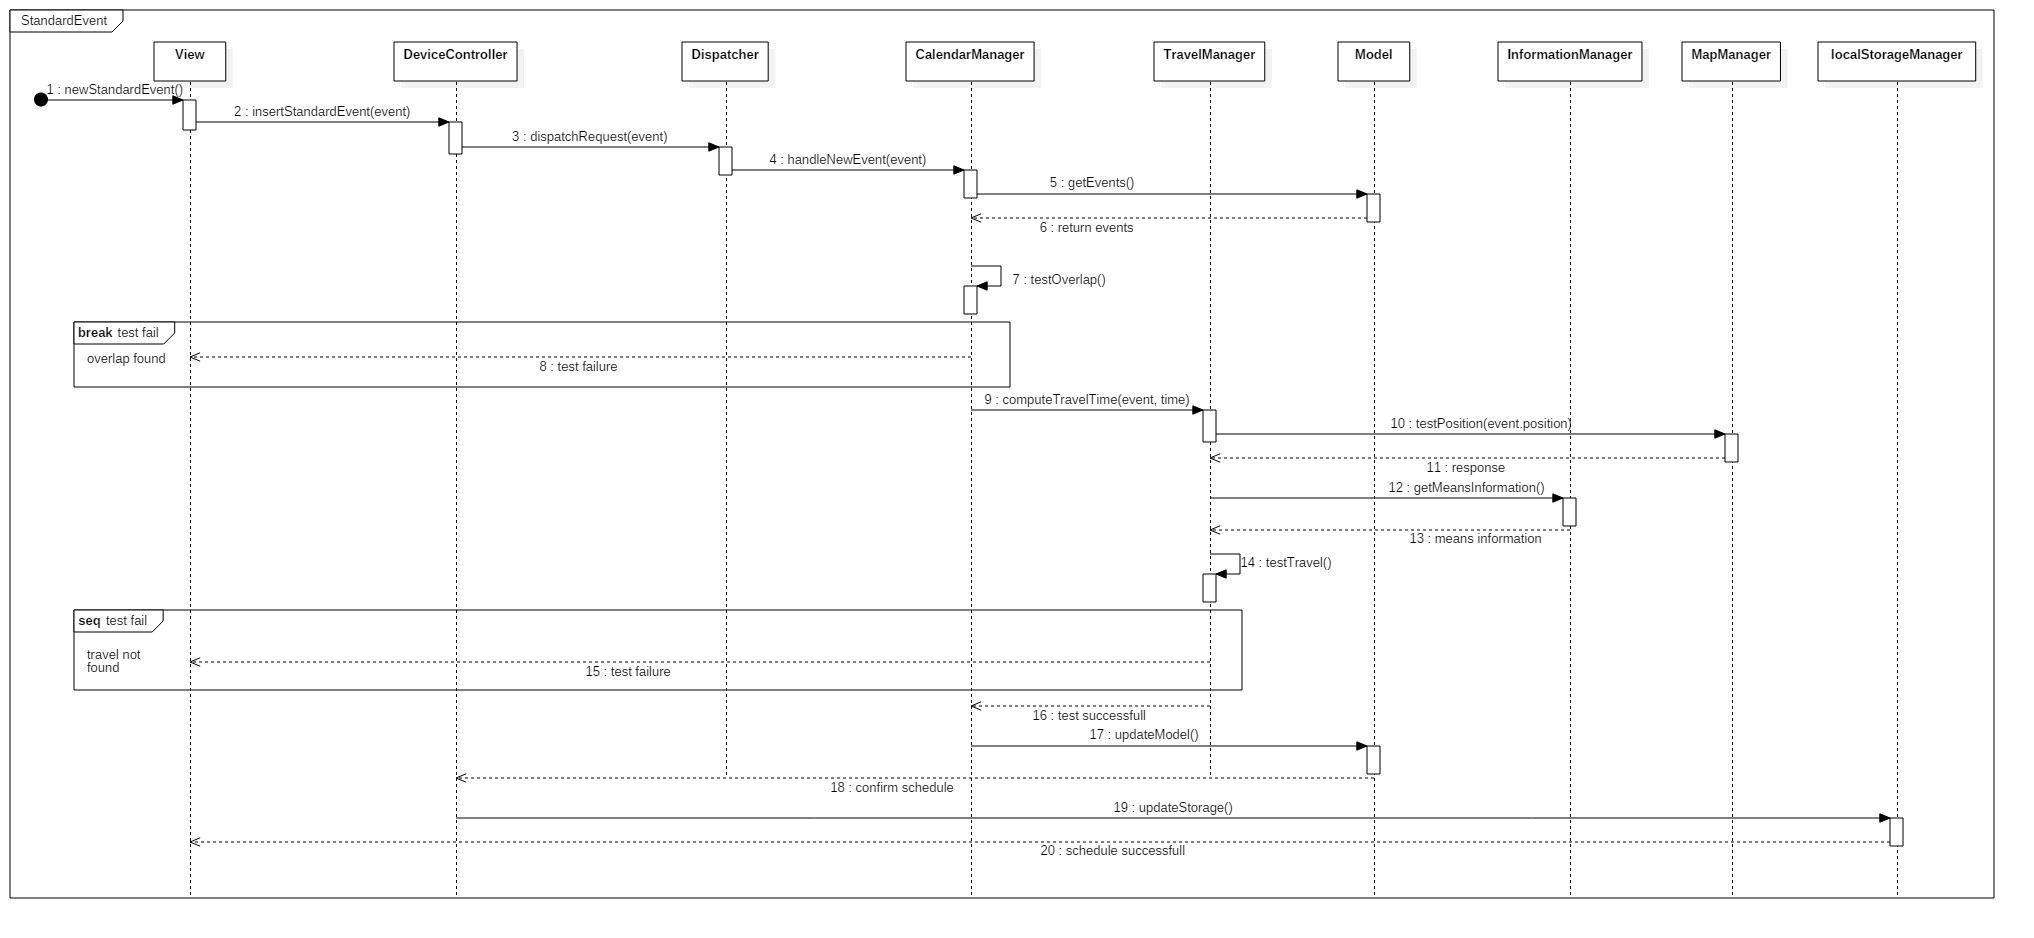 StandardEvent
View
DeviceController
Dispatcher
CalendarManager
TravelManager
Model
InformationManager
MapManager
localStorageManager
1 : newStandardEvent()
2 : insertStandardEvent(event)
3 : dispatchRequest(event)
4 : handleNewEvent(event)
5 : getEvents()
6 : return events
7 : testOverlap()
break test fail
overlap found
8 : test failure
9 : computeTravelTime(event, time)
10 : testPosition(event.position)
11 : response
12 : getMeansInformation()
13 : means information
14 : testTravel()
seq test fail
travel not
found
15 : test failure
16 : test successfull
17 : updateModel()
18 : confirm schedule
19 : updateStorage()
20 : schedule successfull